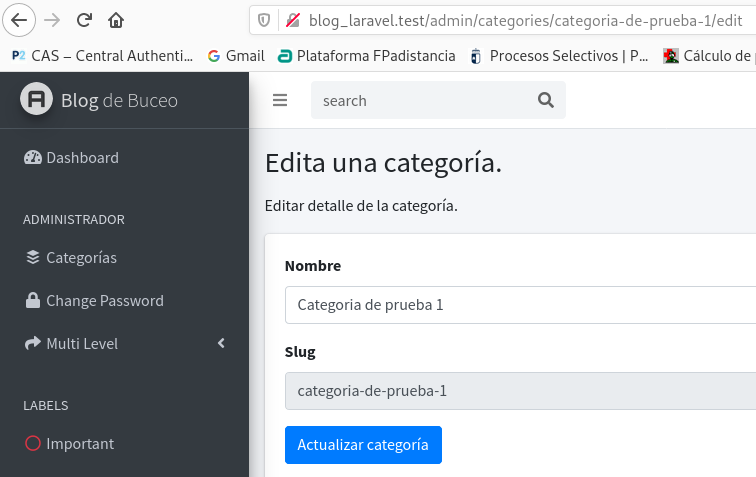 blog_laravel.test/admin/categories/categoria-de-prueba-1/edit
CAS – Central Authenti... Gmail Plataforma FPadistancia Procesos Selectivos | P... Cálculo de
Blog de Buceo
search
Dashboard
ADMINISTRADOR
Categorías
Change Password
Multi Level
LABELS
Important
Edita una categoría.
Editar detalle de la categoría.
Nombre
Categoria de prueba 1
Slug
categoria-de-prueba-1
Actualizar categoría